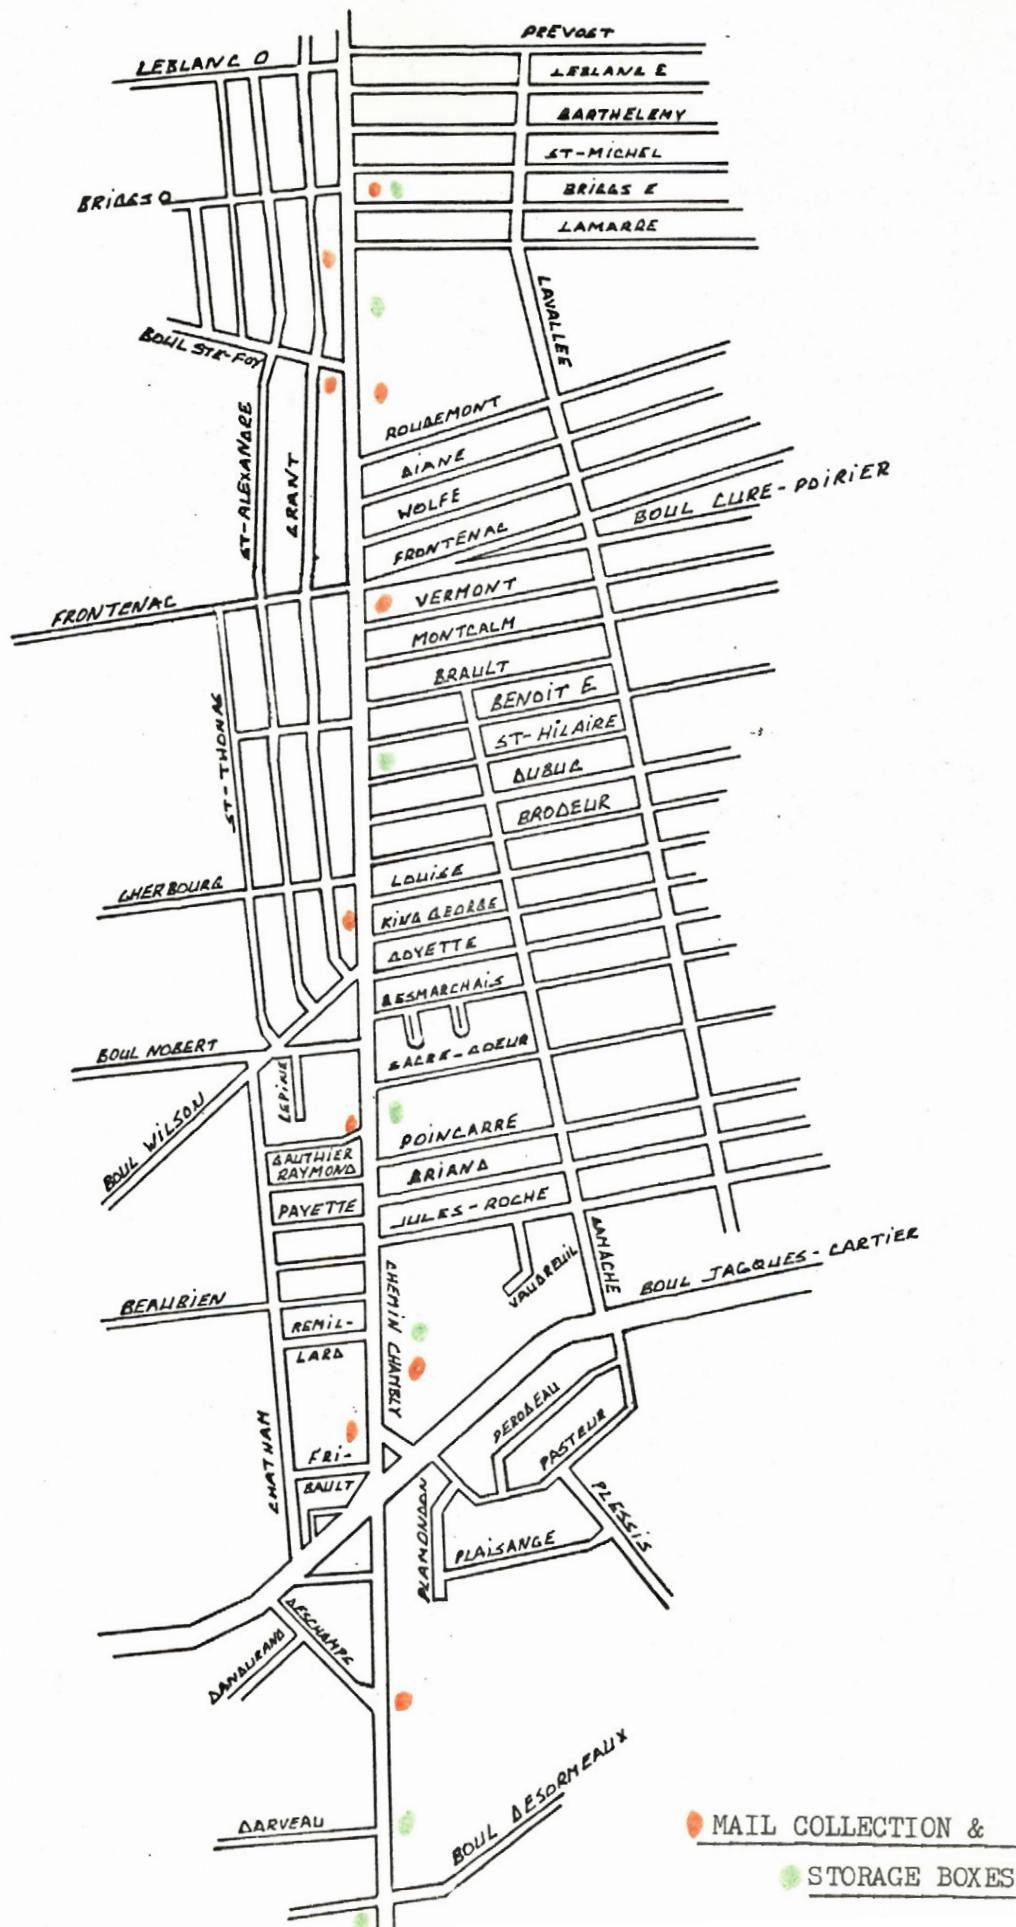 PREVOST
LEBLANC O
LEBLANC E
BARTHELEMY
ST-MICHEL
BRIGGS O
BRIGGS E
LAMARRE
LAVALLEE
BOUL STE-FOY
ROUGEMONT
ST-ALEXANDRE
GRANT
DIANE
WOLFE
FRONTENAC
BOUL CURE-POIRIER
VERMONT
FRONTENAC
MONTCALM
BRAULT
BENOIT E
ST-THOMAS
ST-HILAIRE
DUBUC
BRODEUR
LOUISE
CHERBOURG
KING GEORGE
GOYETTE
DESMARCHAIS
SACRE-COEUR
BOUL NOBERT
LEPINE
BOUL WILSON
POINCARRE
GAUTHIER
RAYMOND
BRIAND
PAYETTE
JULES-ROCHE
VAUDREUIL
GAMACHE
BOUL JACQUES-CARTIER
CHEMIN CHAMBLY
BEAUBIEN
REMIL-
LARD
PERODEAU
PASTEUR
CHATHAM
FRI-
BAULT
PLAMONDON
PLESSIS
PLAISANCE
DESCHAMPS
DANDURAND
BOUL DESORMEAUX
DARVEAU
MAIL COLLECTION &
STORAGE BOXES